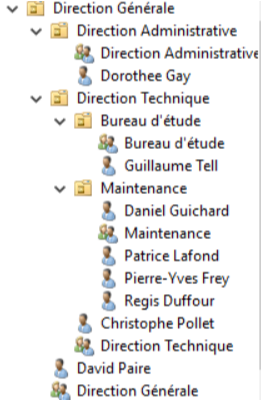 Direction Générale
Direction Administrative
Direction Administrative
Dorothee Gay
Direction Technique
Bureau d'étude
Bureau d'étude
Guillaume Tell
Maintenance
Daniel Guichard
Maintenance
Patrice Lafond
Pierre-Yves Frey
Regis Duffour
Christophe Pollet
Direction Technique
David Paire
Direction Générale